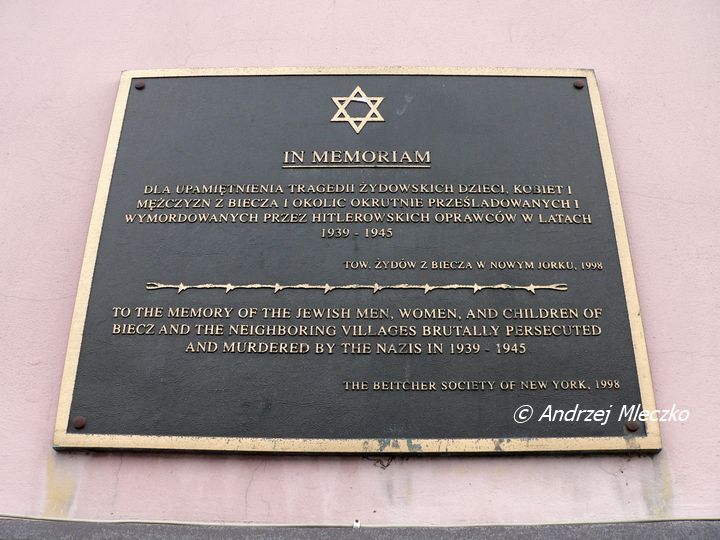 IN MEMORIAM
DLA UPAMIĘTNIENIA TRAGEDII ŻYDOWSKICH DZIECI, KOBIET I
MĘŻCZYZN Z BIECZA I OKOLIC OKRUTNIE PRZEŚLADOWANYCH I
WYMORDOWANYCH PRZEZ HITLEROWSKICH OPRAWCÓW W LATACH
1939 - 1945
TOW. ŻYDÓW Z BIECZA W NOWYM JORKU, 1998
TO THE MEMORY OF THE JEWISH MEN, WOMEN, AND CHILDREN OF
BIECZ AND THE NEIGHBORING VILLAGES BRUTALLY PERSECUTED
AND MURDERED BY THE NAZIS IN 1939 - 1945
THE BEITCHER SOCIETY OF NEW YORK, 1998
© Andrzej Mleczko